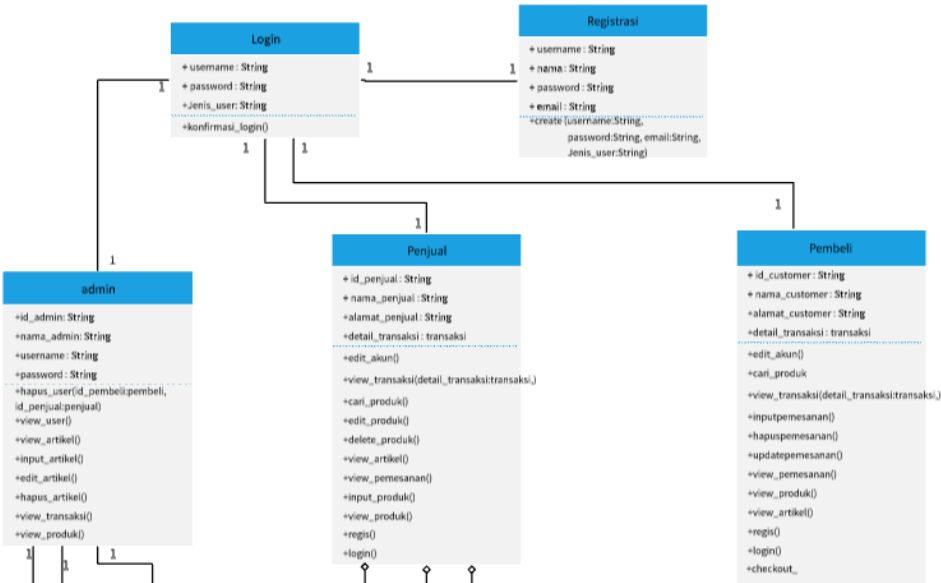 Registrasi
+ username : String
+ nama : String
+ password : String
+ email : String
+create (username:String,
password:String, email:String,
Jenis_user:String)
Login
+ username : String
+ password : String
+Jenis_user: String
+konfirmasi_login()
1
1
1
1
1
1
1
1
admin
+id_admin: String
+nama_admin: String
+username : String
+password : String
+hapus_user(id_pembeli:pembeli,
id_penjual:penjual)
+view_user()
+view_artikel()
+input_artikel()
+edit_artikel()
+hapus_artikel()
+view_transaksi()
+view_produk()
1
1
1
Penjual
+ id_penjual : String
+ nama_penjual : String
+alamat_penjual : String
+detail_transaksi : transaksi
+edit_akun()
+view_transaksi(detail_transaksi:transaksi,)
+cari_produk()
+edit_produk()
+delete_produk()
+view_artikel()
+view_pemesanan()
+input_produk()
+view_produk()
+regis()
+login()
Pembeli
+ id_customer : String
+ nama_customer : String
+alamat_customer : String
+detail_transaksi : transaksi
+edit_akun()
+cari_produk
+view_transaksi(detail_transaksi:transaksi,)
+inputpemesanan()
+hapuspemesanan()
+updatepemesanan()
+view_pemesanan()
+view_produk()
+view_artikel()
+regis()
+login()
+checkout_